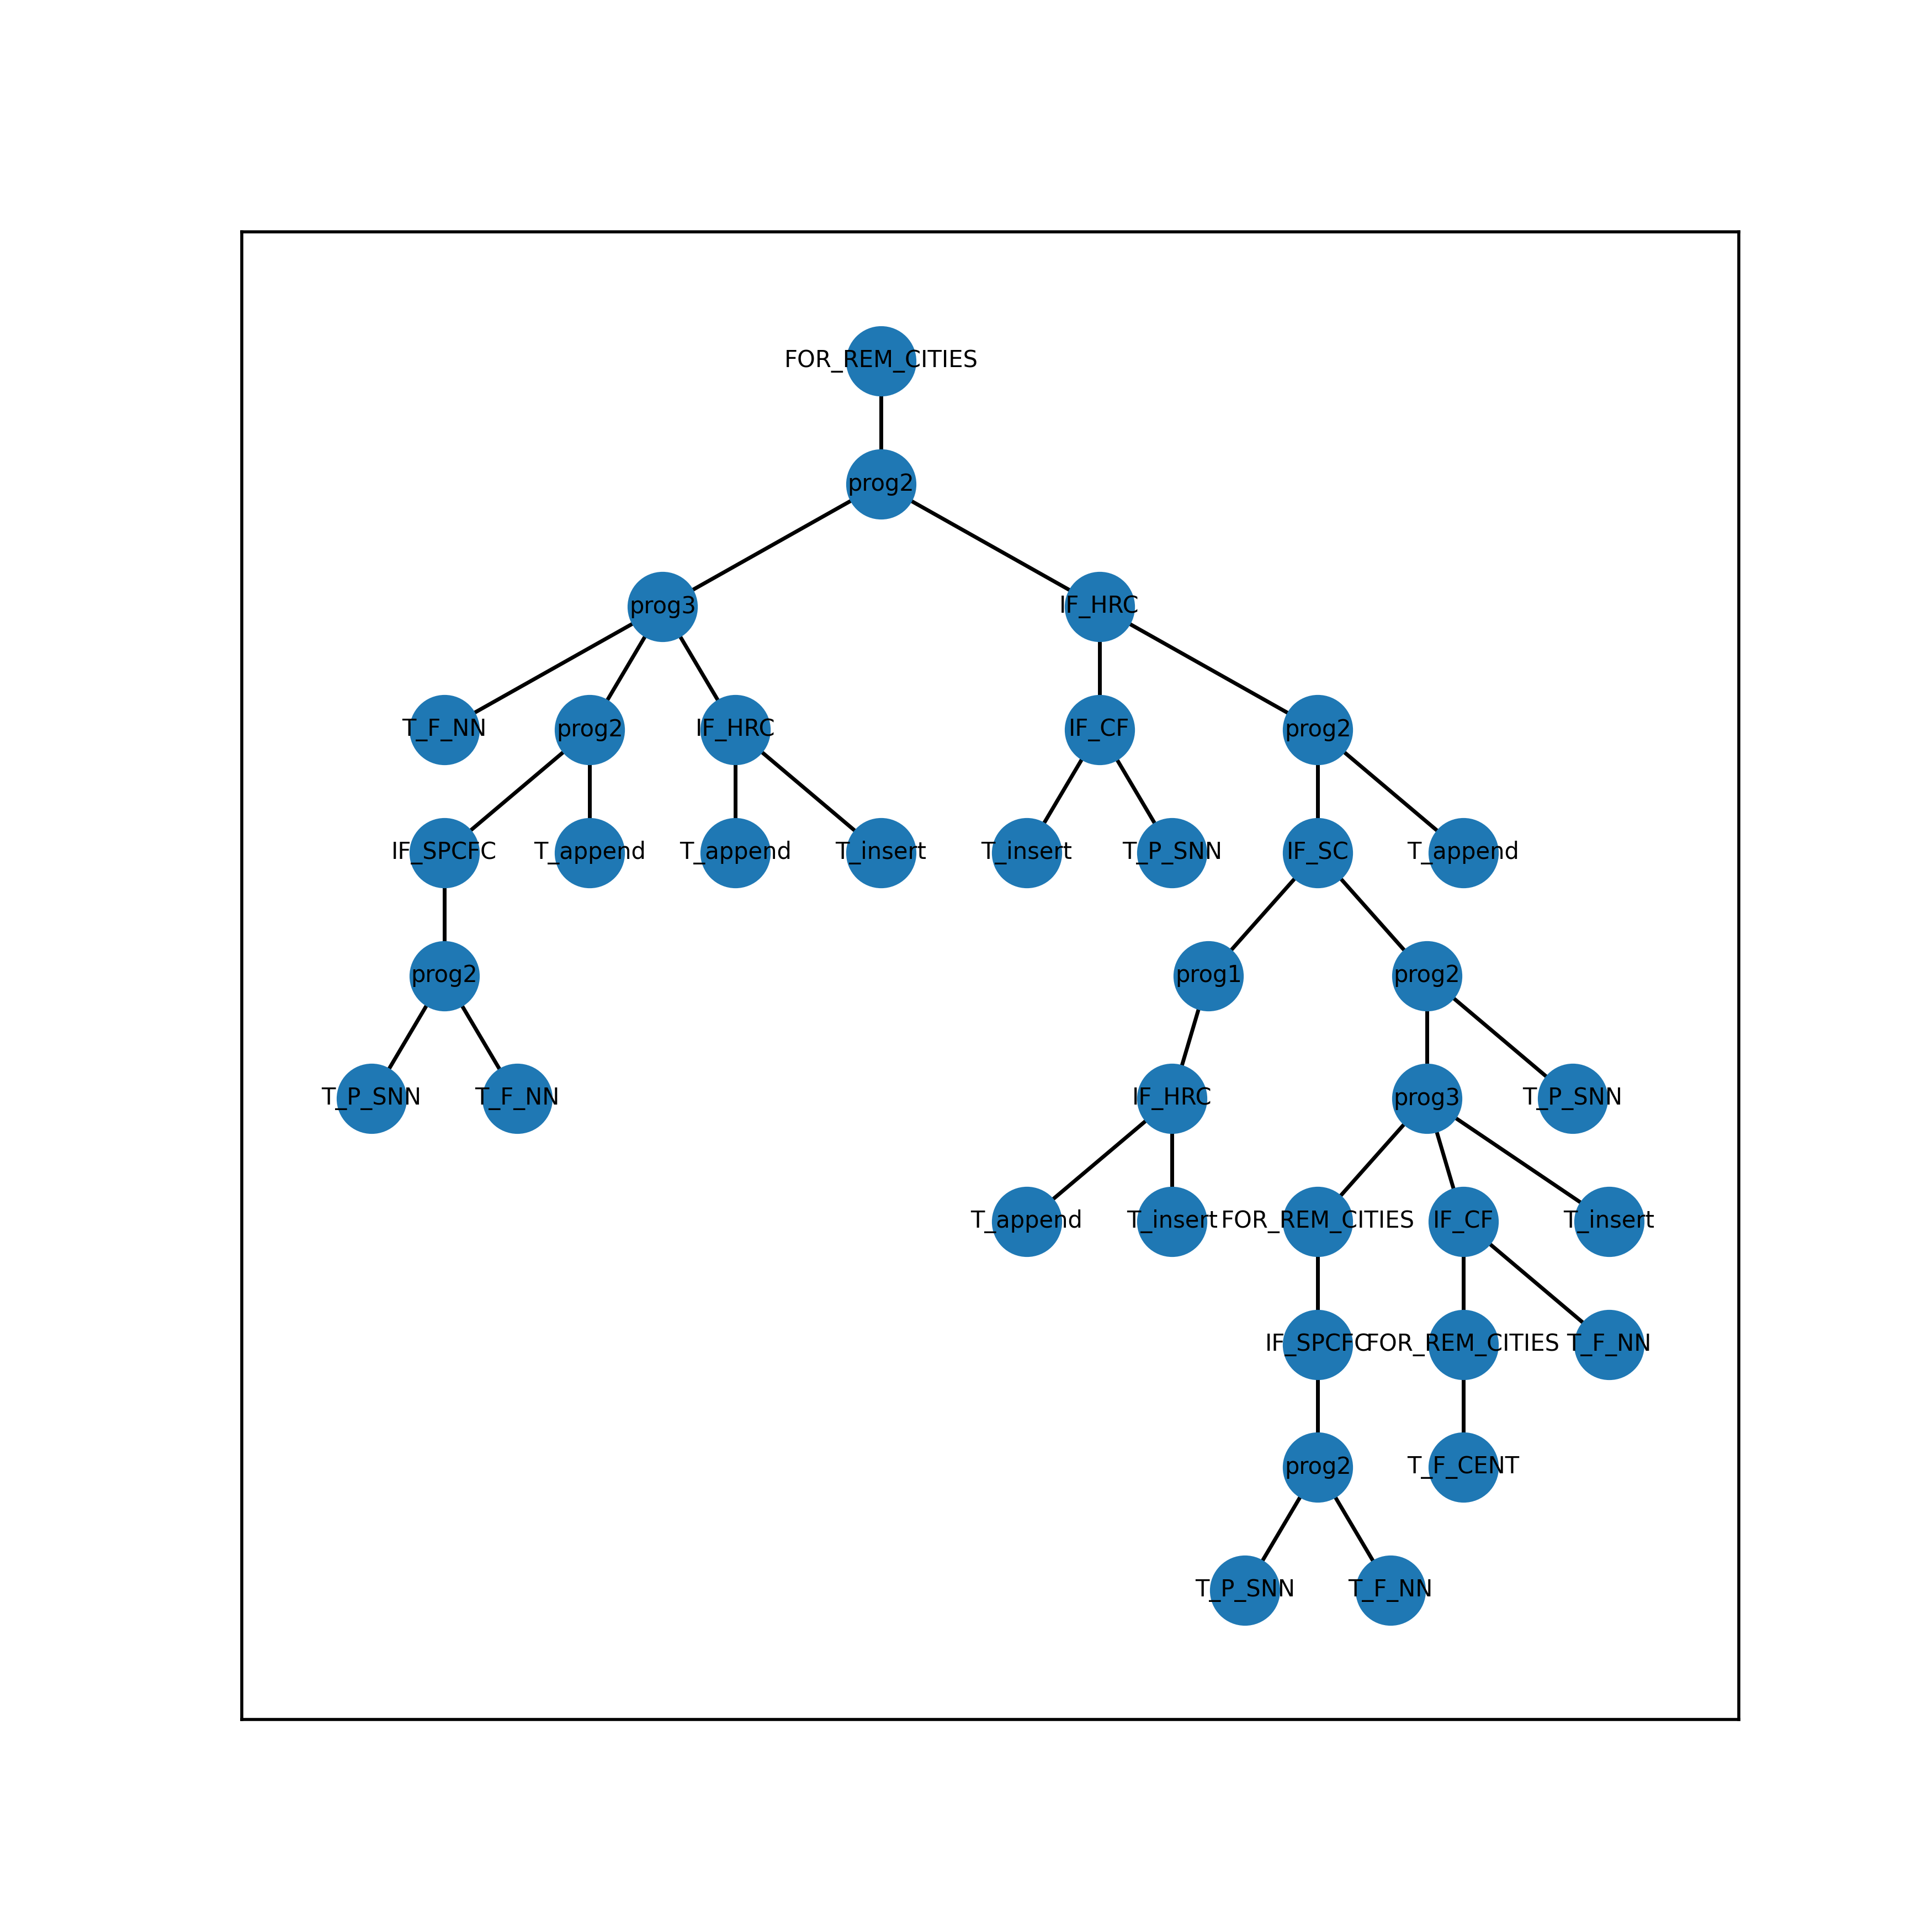 FOR_REM_CITIES
prog2
prog3
IF_HRC
T_F_NN
prog2
IF_HRC
IF_CF
prog2
IF_SPCFC
T_append
T_append
T_insert
T_insert
T_P_SNN
IF_SC
T_append
prog2
prog1
prog2
T_P_SNN
T_F_NN
IF_HRC
prog3
T_P_SNN
T_append
T_insert
FOR_REM_CITIES
IF_CF
T_insert
IF_SPCFC
FOR_REM_CITIES
T_F_NN
prog2
T_F_CENT
T_P_SNN
T_F_NN